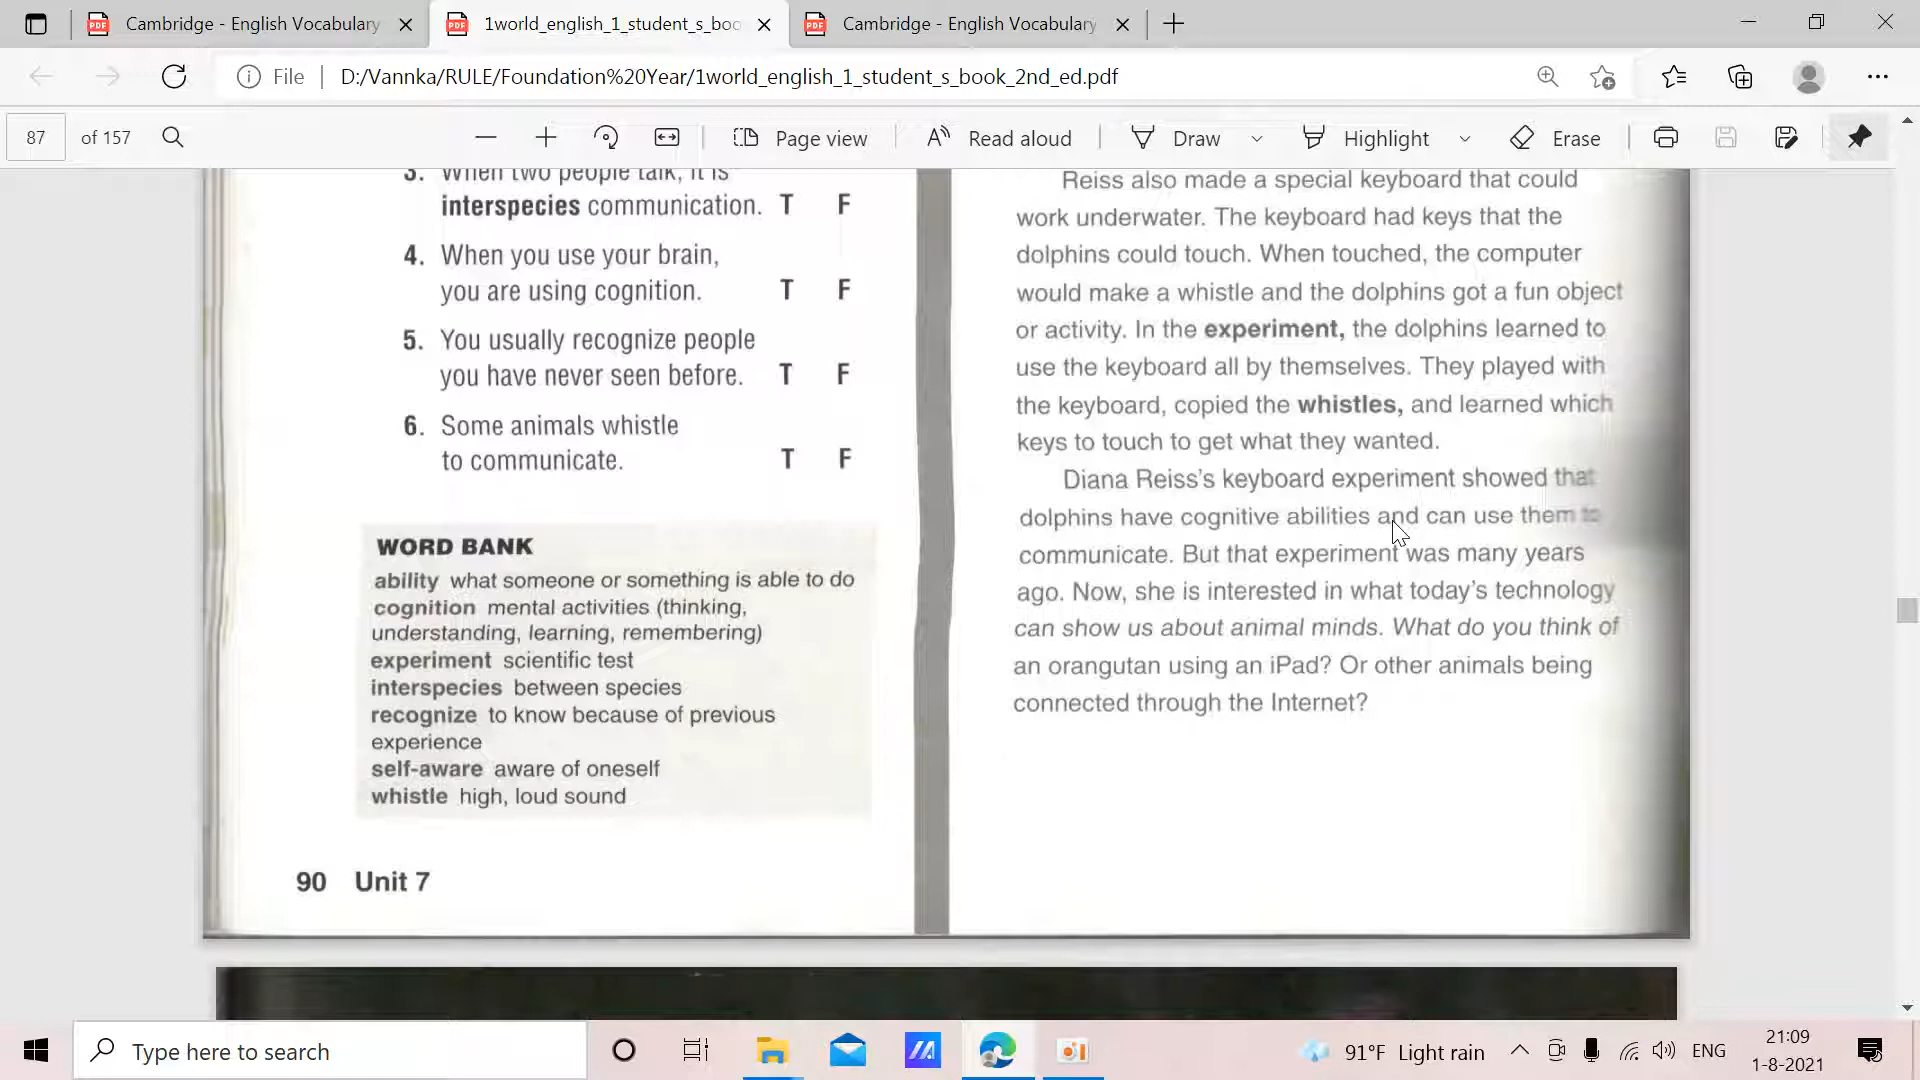 Cambridge - English Vocabulary
1world_english_1_student_s_boo
Cambridge - English Vocabulary
File
D:/Vannka/RULE/Foundation%20Year/1world_english_1_student_s_book_2nd_ed.pdf
87 of 157
Page view
Read aloud
Draw
Highlight
Erase
3. When two people talk, it is
interspecies communication. T F
4. When you use your brain,
you are using cognition. T F
5. You usually recognize people
you have never seen before. T F
6. Some animals whistle
to communicate. T F
WORD BANK
ability what someone or something is able to do
cognition mental activities (thinking,
understanding, learning, remembering)
experiment scientific test
interspecies between species
recognize to know because of previous
experience
self-aware aware of oneself
whistle high, loud sound
90 Unit 7
Reiss also made a special keyboard that could
work underwater. The keyboard had keys that the
dolphins could touch. When touched, the computer
would make a whistle and the dolphins got a fun object
or activity. In the experiment, the dolphins learned to
use the keyboard all by themselves. They played with
the keyboard, copied the whistles, and learned which
keys to touch to get what they wanted.
Diana Reiss's keyboard experiment showed that
dolphins have cognitive abilities and can use them to
communicate. But that experiment was many years
ago. Now, she is interested in what today's technology
can show us about animal minds. What do you think of
an orangutan using an iPad? Or other animals being
connected through the Internet?
Type here to search
91°F Light rain
ENG
21:09
1-8-2021